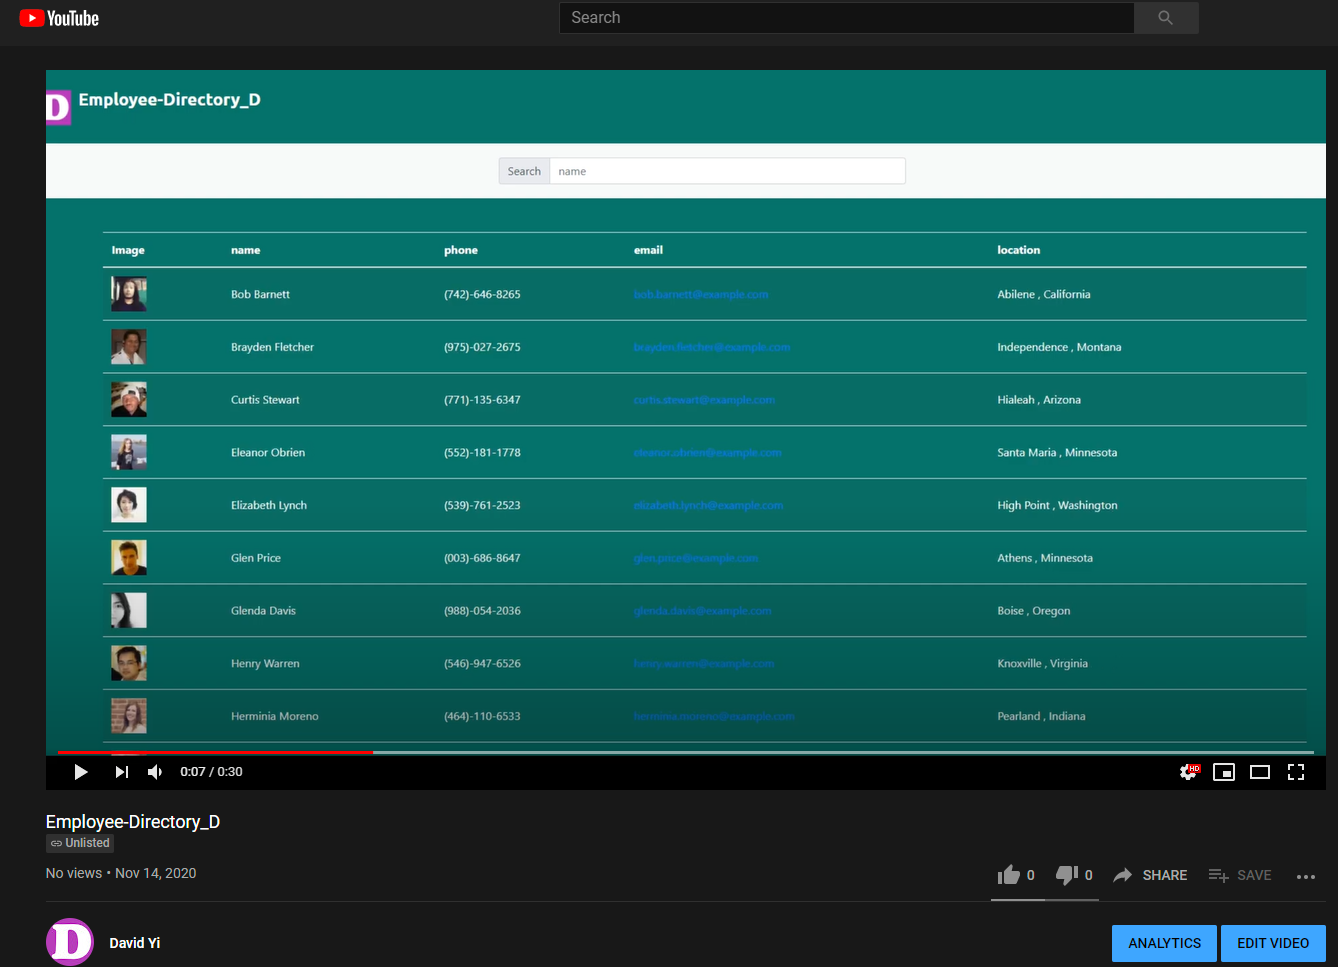 YouTube
Search
D Employee-Directory_D
Search name
Image name phone email location
Bob Barnett (742)-646-8265 bob.barnett@example.com Abilene , California
Brayden Fletcher (975)-027-2675 brayden.fletcher@example.com Independence , Montana
Curtis Stewart (771)-135-6347 curtis.stewart@example.com Hialeah , Arizona
Eleanor Obrien (552)-181-1778 eleanor.obrien@example.com Santa Maria , Minnesota
Elizabeth Lynch (539)-761-2523 elizabeth.lynch@example.com High Point , Washington
Glen Price (003)-686-8647 glen.price@example.com Athens , Minnesota
Glenda Davis (988)-054-2036 glenda.davis@example.com Boise , Oregon
Henry Warren (546)-947-6526 henry.warren@example.com Knoxville , Virginia
Herminia Moreno (464)-110-6533 herminia.moreno@example.com Pearland , Indiana
0:07 / 0:30 HD
Employee-Directory_D
Unlisted
No views • Nov 14, 2020
0 0 SHARE SAVE
D David Yi ANALYTICS EDIT VIDEO